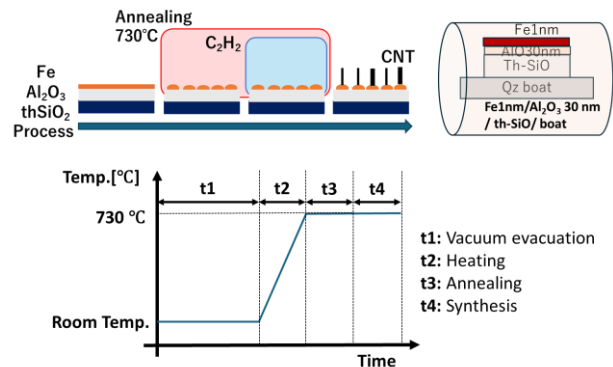 Annealing
730℃
C₂H₂
CNT
Fe
Al₂O₃
thSiO₂
Process
Fe1nm
AlO30nm
Th-SiO
Qz boat
Fe1nm/Al₂O₃ 30 nm
/ th-SiO/ boat
Temp.[℃]
t1 t2 t3 t4
730 ℃
Room Temp.
Time
t1: Vacuum evacuation
t2: Heating
t3: Annealing
t4: Synthesis